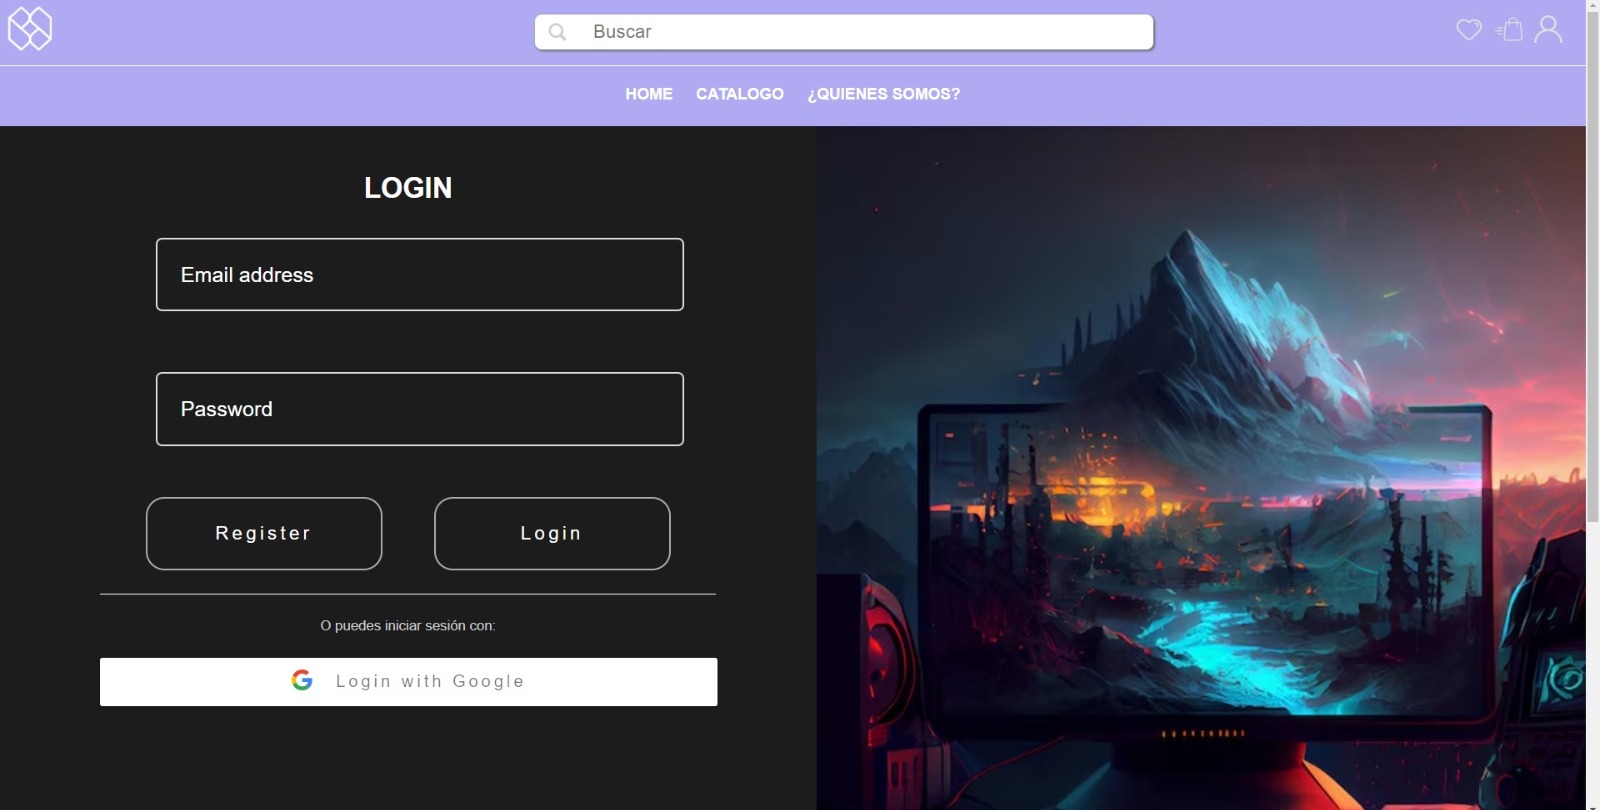 Buscar
HOME CATALOGO ¿QUIENES SOMOS?
LOGIN
Email address
Password
Register Login
O puedes iniciar sesión con:
Login with Google